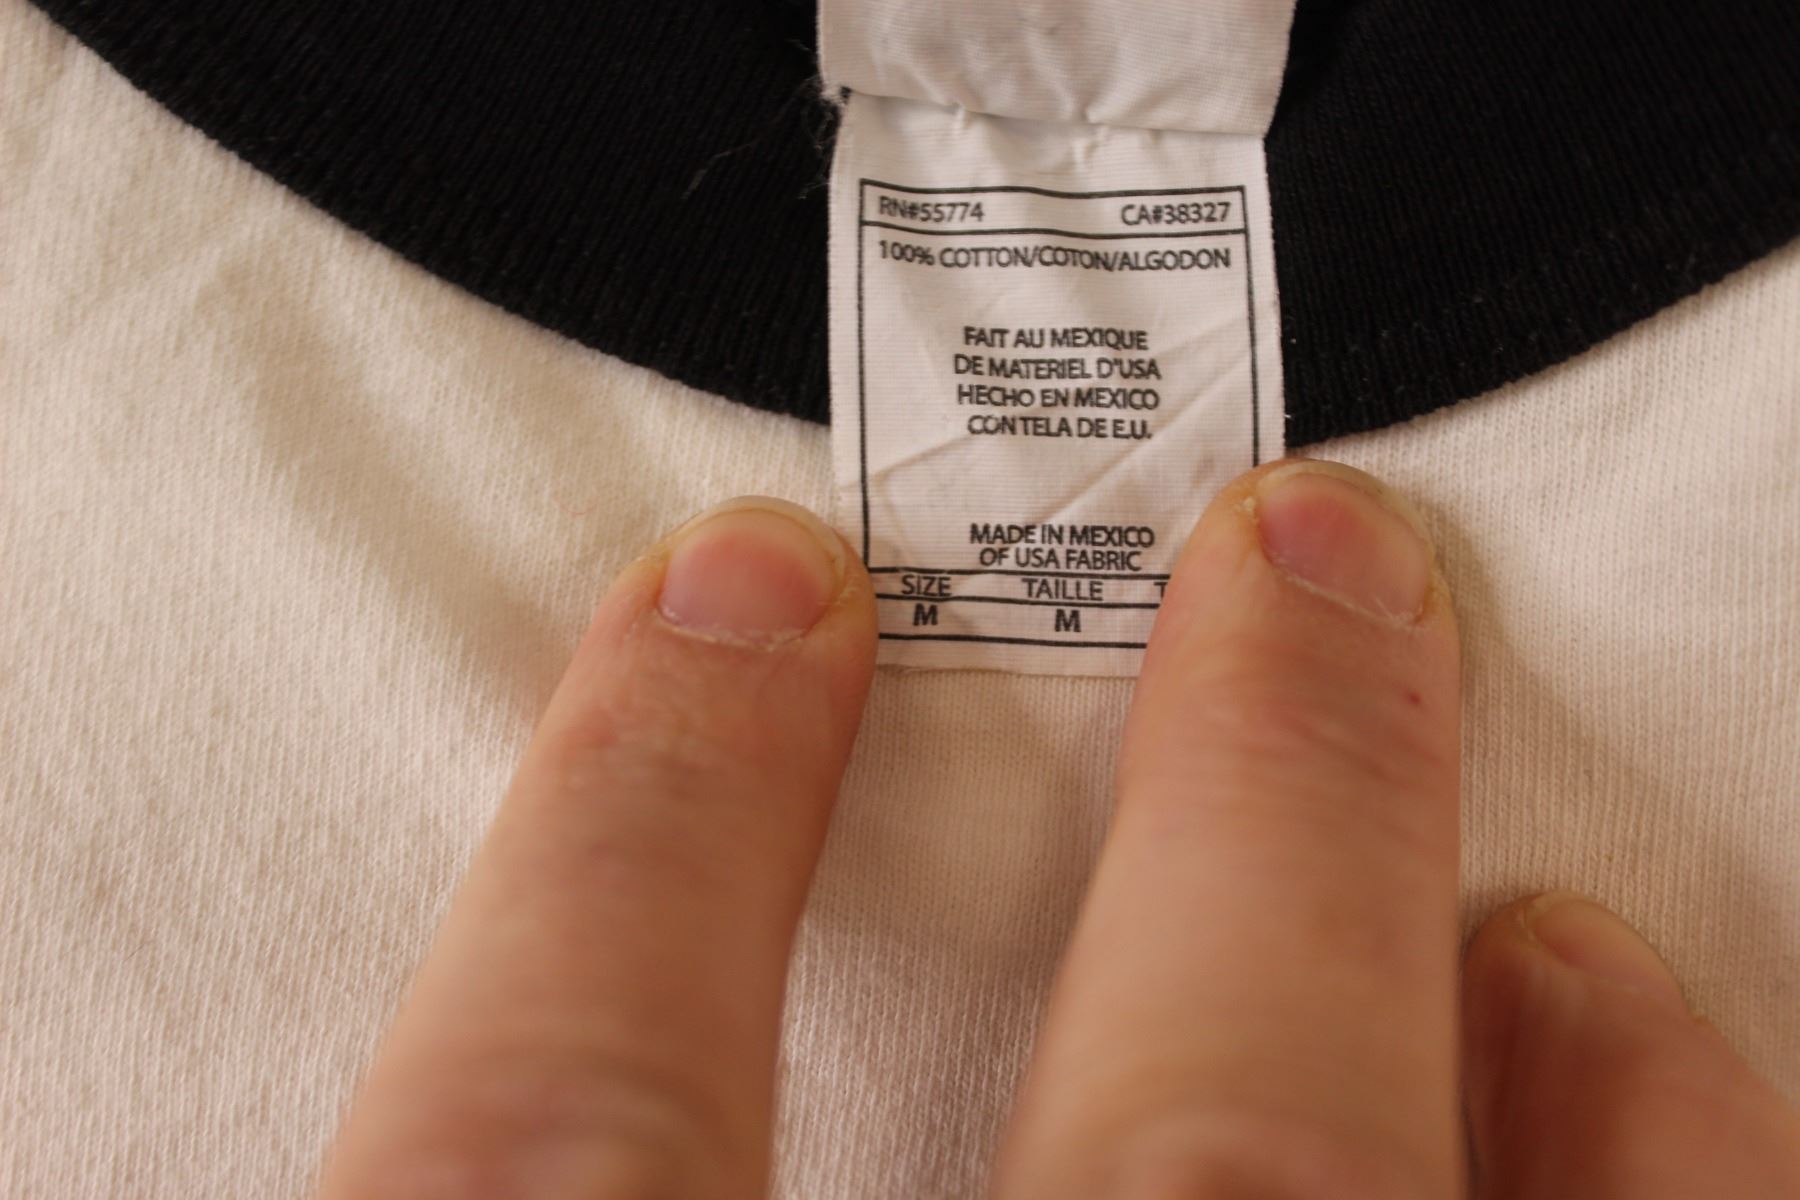 RN#55774 CA#38327
100% COTTON/COTON/ALGODON
FAIT AU MEXIQUE
DE MATERIEL D'USA
HECHO EN MEXICO
CON TELA DE E.U.
MADE IN MEXICO
OF USA FABRIC
SIZE TAILLE
M M